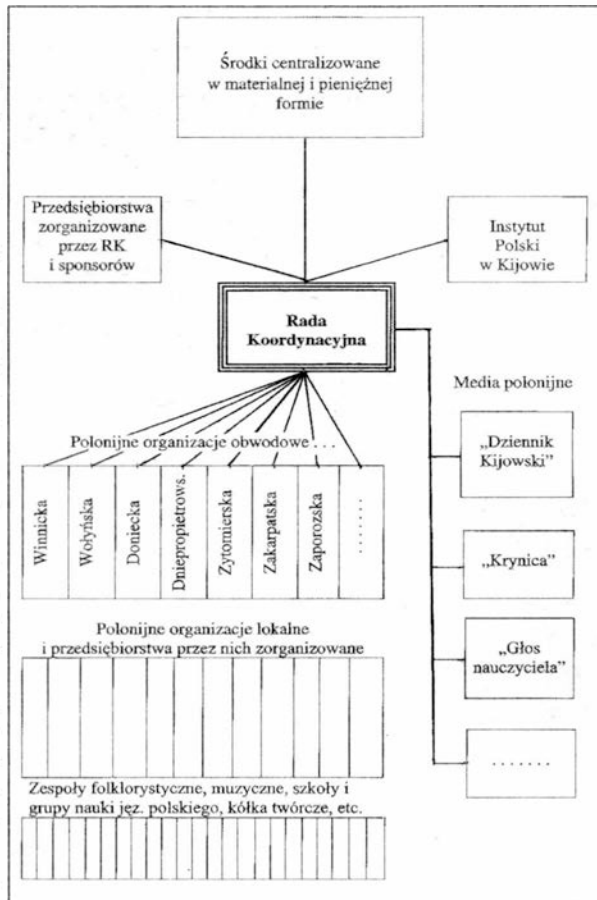 Środki centralizowane
w materialnej i pieniężnej
formie
Przedsiębiorstwa
zorganizowane
przez RK
i sponsorów
Instytut
Polski
w Kijowie
Rada
Koordynacyjna
Media polonijne
Polonijne organizacje obwodowe . . .
Winnicka
Wołyńska
Doniecka
Dniepropietrows.
Zytomierska
Zakarpatska
Zaporozska
. . . . . . . .
„Dziennik
Kijowski”
„Krynica”
„Głos
nauczyciela”
. . . . . . .
Polonijne organizacje lokalne
i przedsiębiorstwa przez nich zorganizowane
Zespoły folklorystyczne, muzyczne, szkoły i
grupy nauki jęz. polskiego, kółka twórcze, etc.